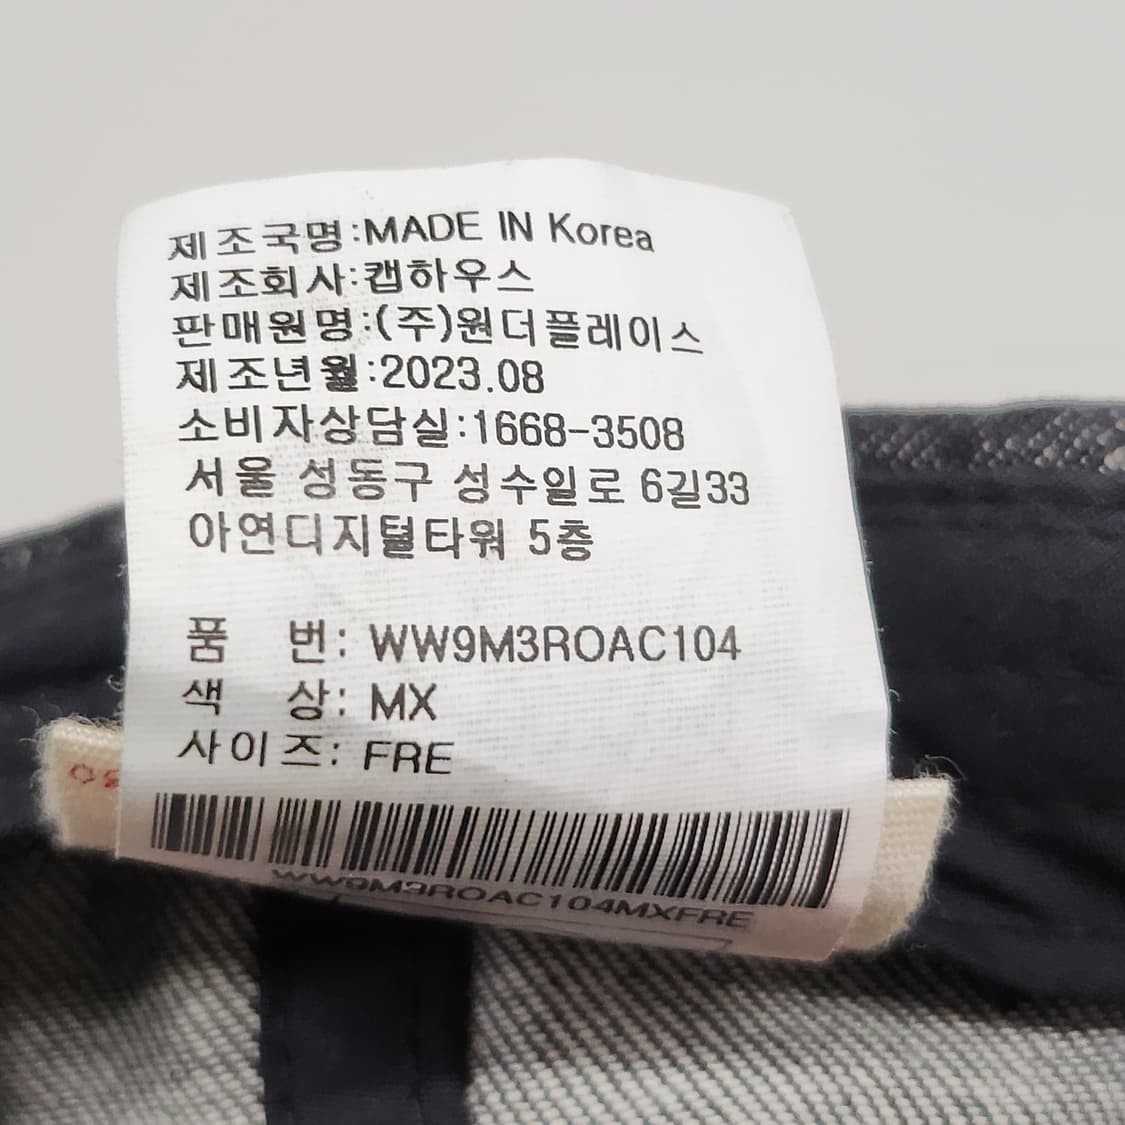 제조국명:MADE IN Korea
제조회사:캡하우스
판매원명:(주)원더플레이스
제조년월:2023.08
소비자상담실:1668-3508
서울 성동구 성수일로 6길33
아연디지털타워 5층
품 번: WW9M3ROAC104
색 상: MX
사이즈: FRE
WW9M3ROAC104MXFRE